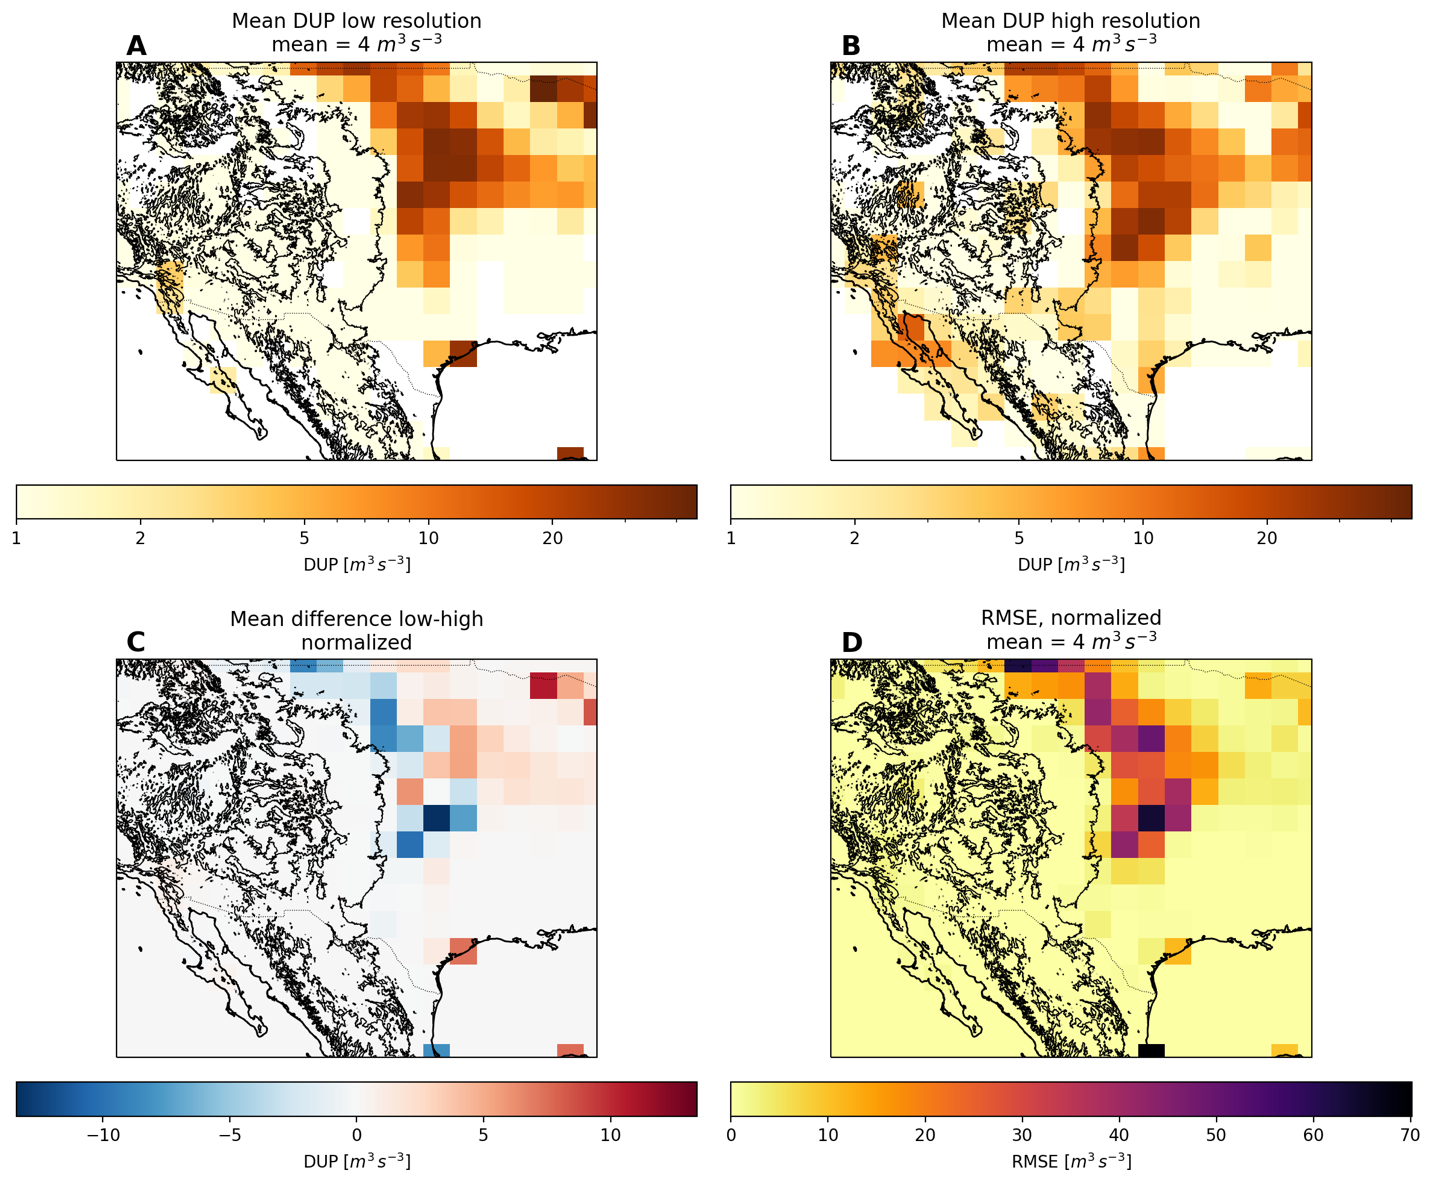 Mean DUP low resolution
mean = 4 m³ s⁻³
A
Mean DUP high resolution
mean = 4 m³ s⁻³
B
1 2 5 10 20
DUP [m³ s⁻³]
1 2 5 10 20
DUP [m³ s⁻³]
Mean difference low-high
normalized
C
RMSE, normalized
mean = 4 m³ s⁻³
D
−10 −5 0 5 10
DUP [m³ s⁻³]
0 10 20 30 40 50 60 70
RMSE [m³ s⁻³]